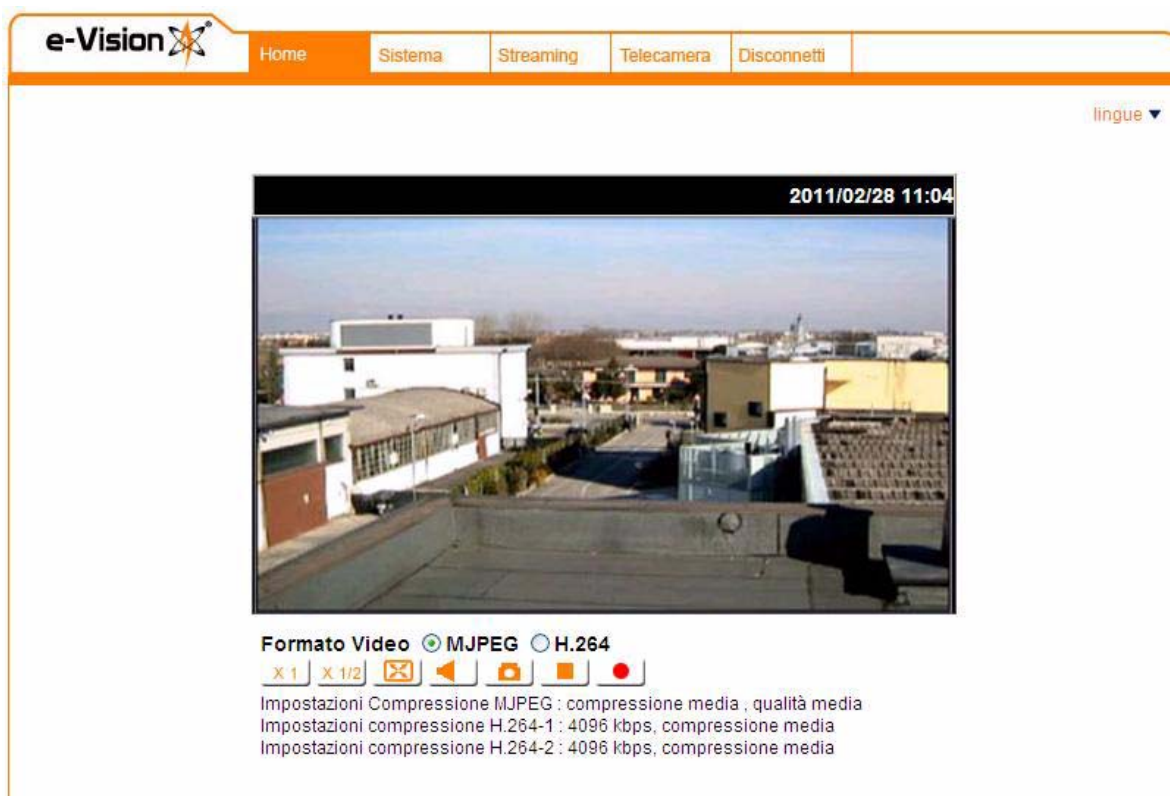 e-Vision
Home Sistema Streaming Telecamera Disconnetti
lingue
2011/02/28 11:04
Formato Video MJPEG H.264
X 1 X 1/2
Impostazioni Compressione MJPEG : compressione media , qualità media
Impostazioni compressione H.264-1 : 4096 kbps, compressione media
Impostazioni compressione H.264-2 : 4096 kbps, compressione media